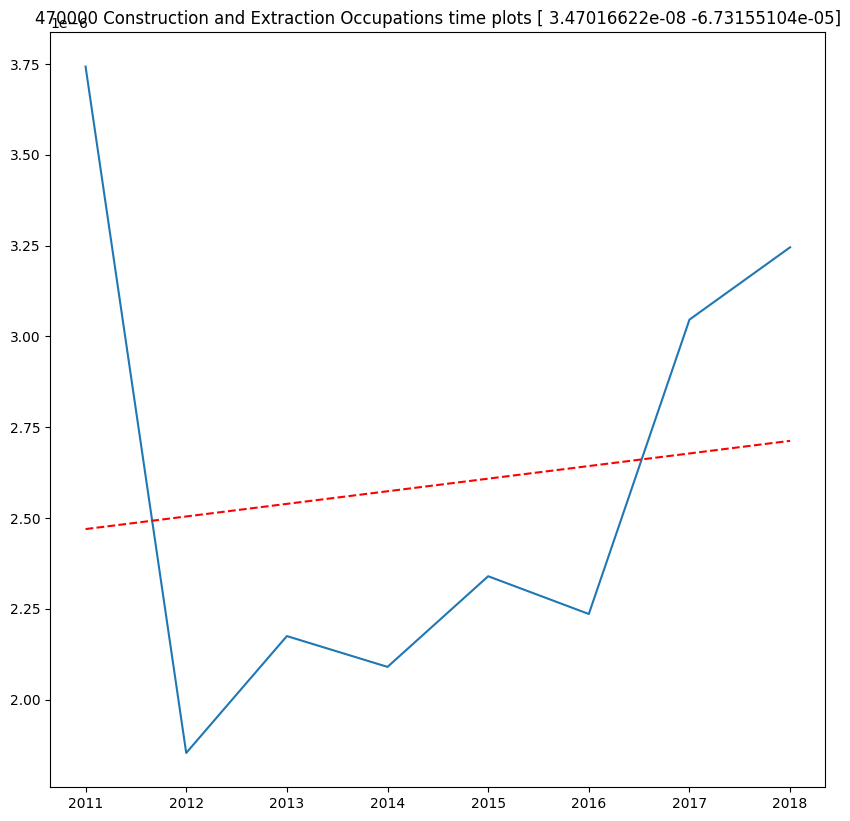 470000 Construction and Extraction Occupations time plots [ 3.47016622e-08 -6.73155104e-05]
1e−6
3.75
3.50
3.25
3.00
2.75
2.50
2.25
2.00
2011 2012 2013 2014 2015 2016 2017 2018